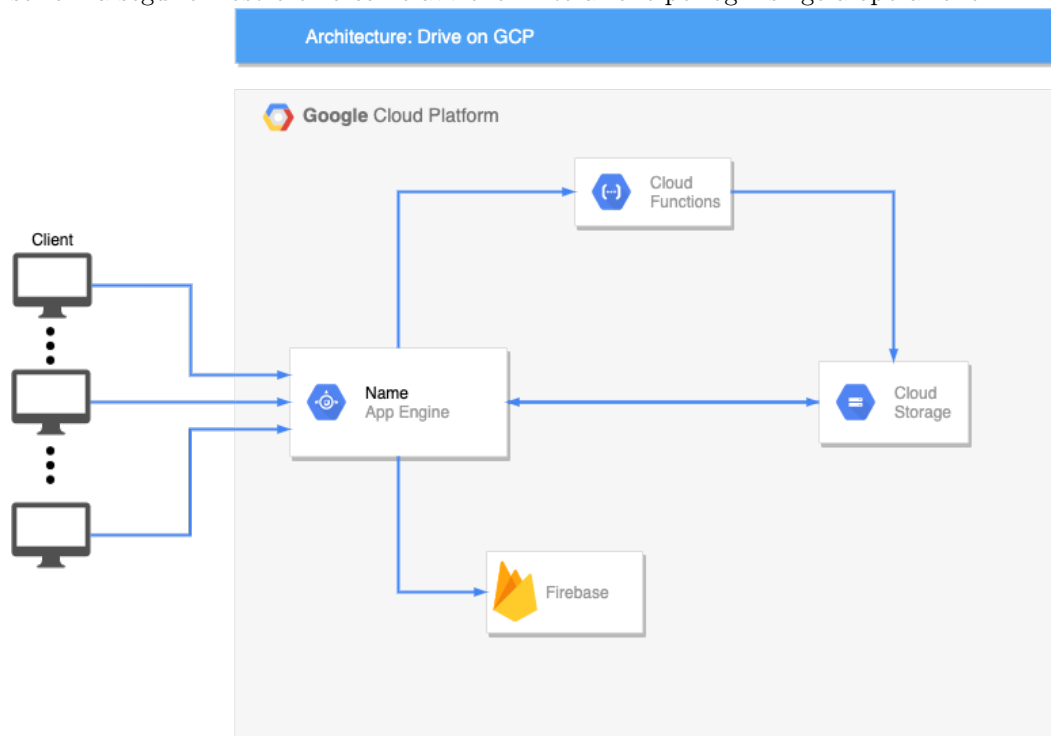 Architecture: Drive on GCP
Google Cloud Platform
Cloud
Functions
Client
Name
App Engine
Cloud
Storage
Firebase